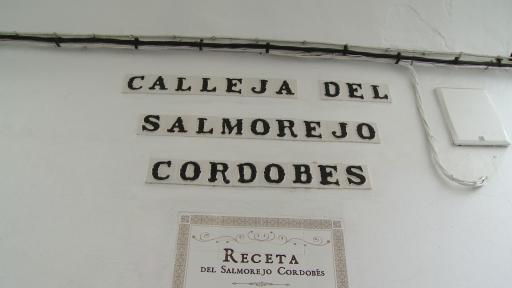 CALLEJA DEL
SALMOREJO
CORDOBES
RECETA
DEL SALMOREJO CORDOBÉS